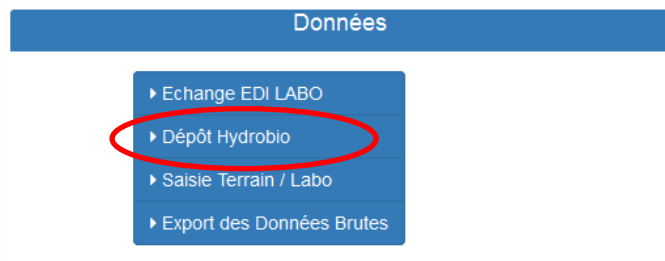 Données
Echange EDI LABO
Dépôt Hydrobio
Saisie Terrain / Labo
Export des Données Brutes